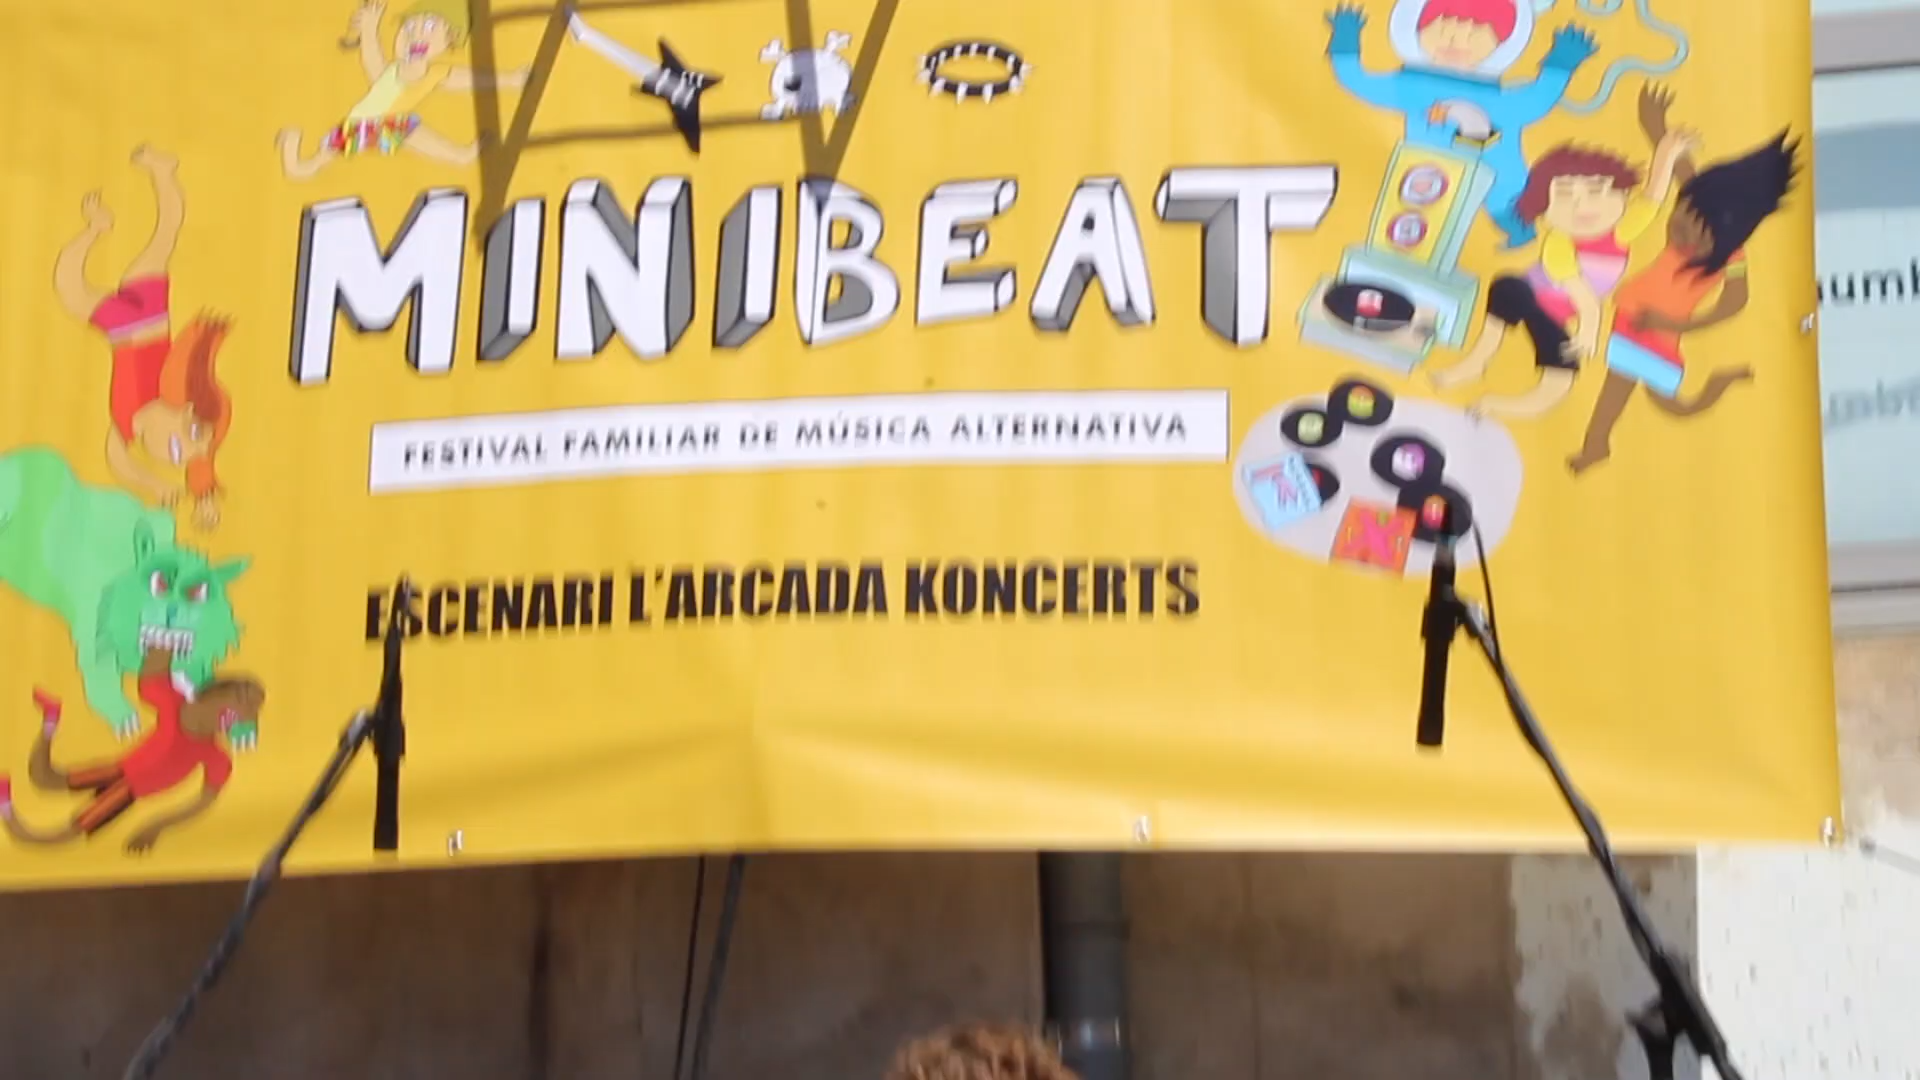 MINIBEAT
FESTIVAL FAMILIAR DE MÚSICA ALTERNATIVA
ESCENARI L'ARCADA KONCERTS